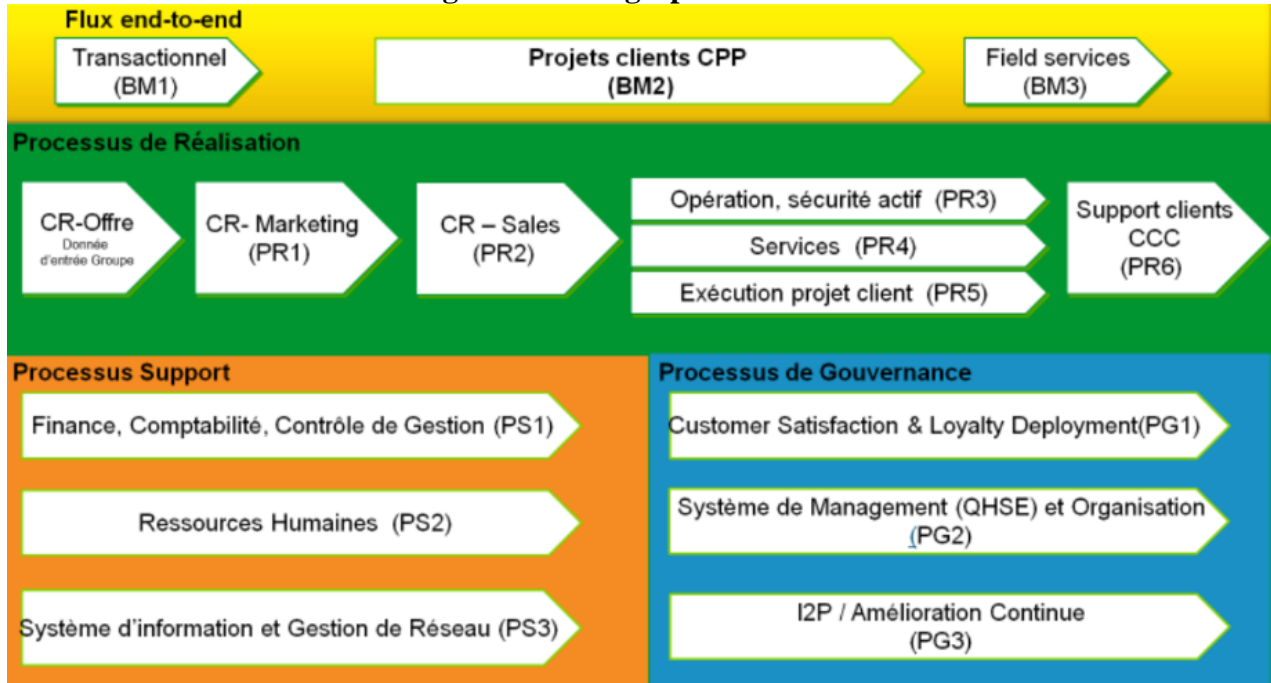 Flux end-to-end
Transactionnel
(BM1)
Projets clients CPP
(BM2)
Field services
(BM3)
Processus de Réalisation
CR-Offre
Donnée
d'entrée Groupe
CR- Marketing
(PR1)
CR – Sales
(PR2)
Opération, sécurité actif (PR3)
Services (PR4)
Exécution projet client (PR5)
Support clients
CCC
(PR6)
Processus Support
Finance, Comptabilité, Contrôle de Gestion (PS1)
Ressources Humaines (PS2)
Système d'information et Gestion de Réseau (PS3)
Processus de Gouvernance
Customer Satisfaction & Loyalty Deployment(PG1)
Système de Management (QHSE) et Organisation
(PG2)
I2P / Amélioration Continue
(PG3)